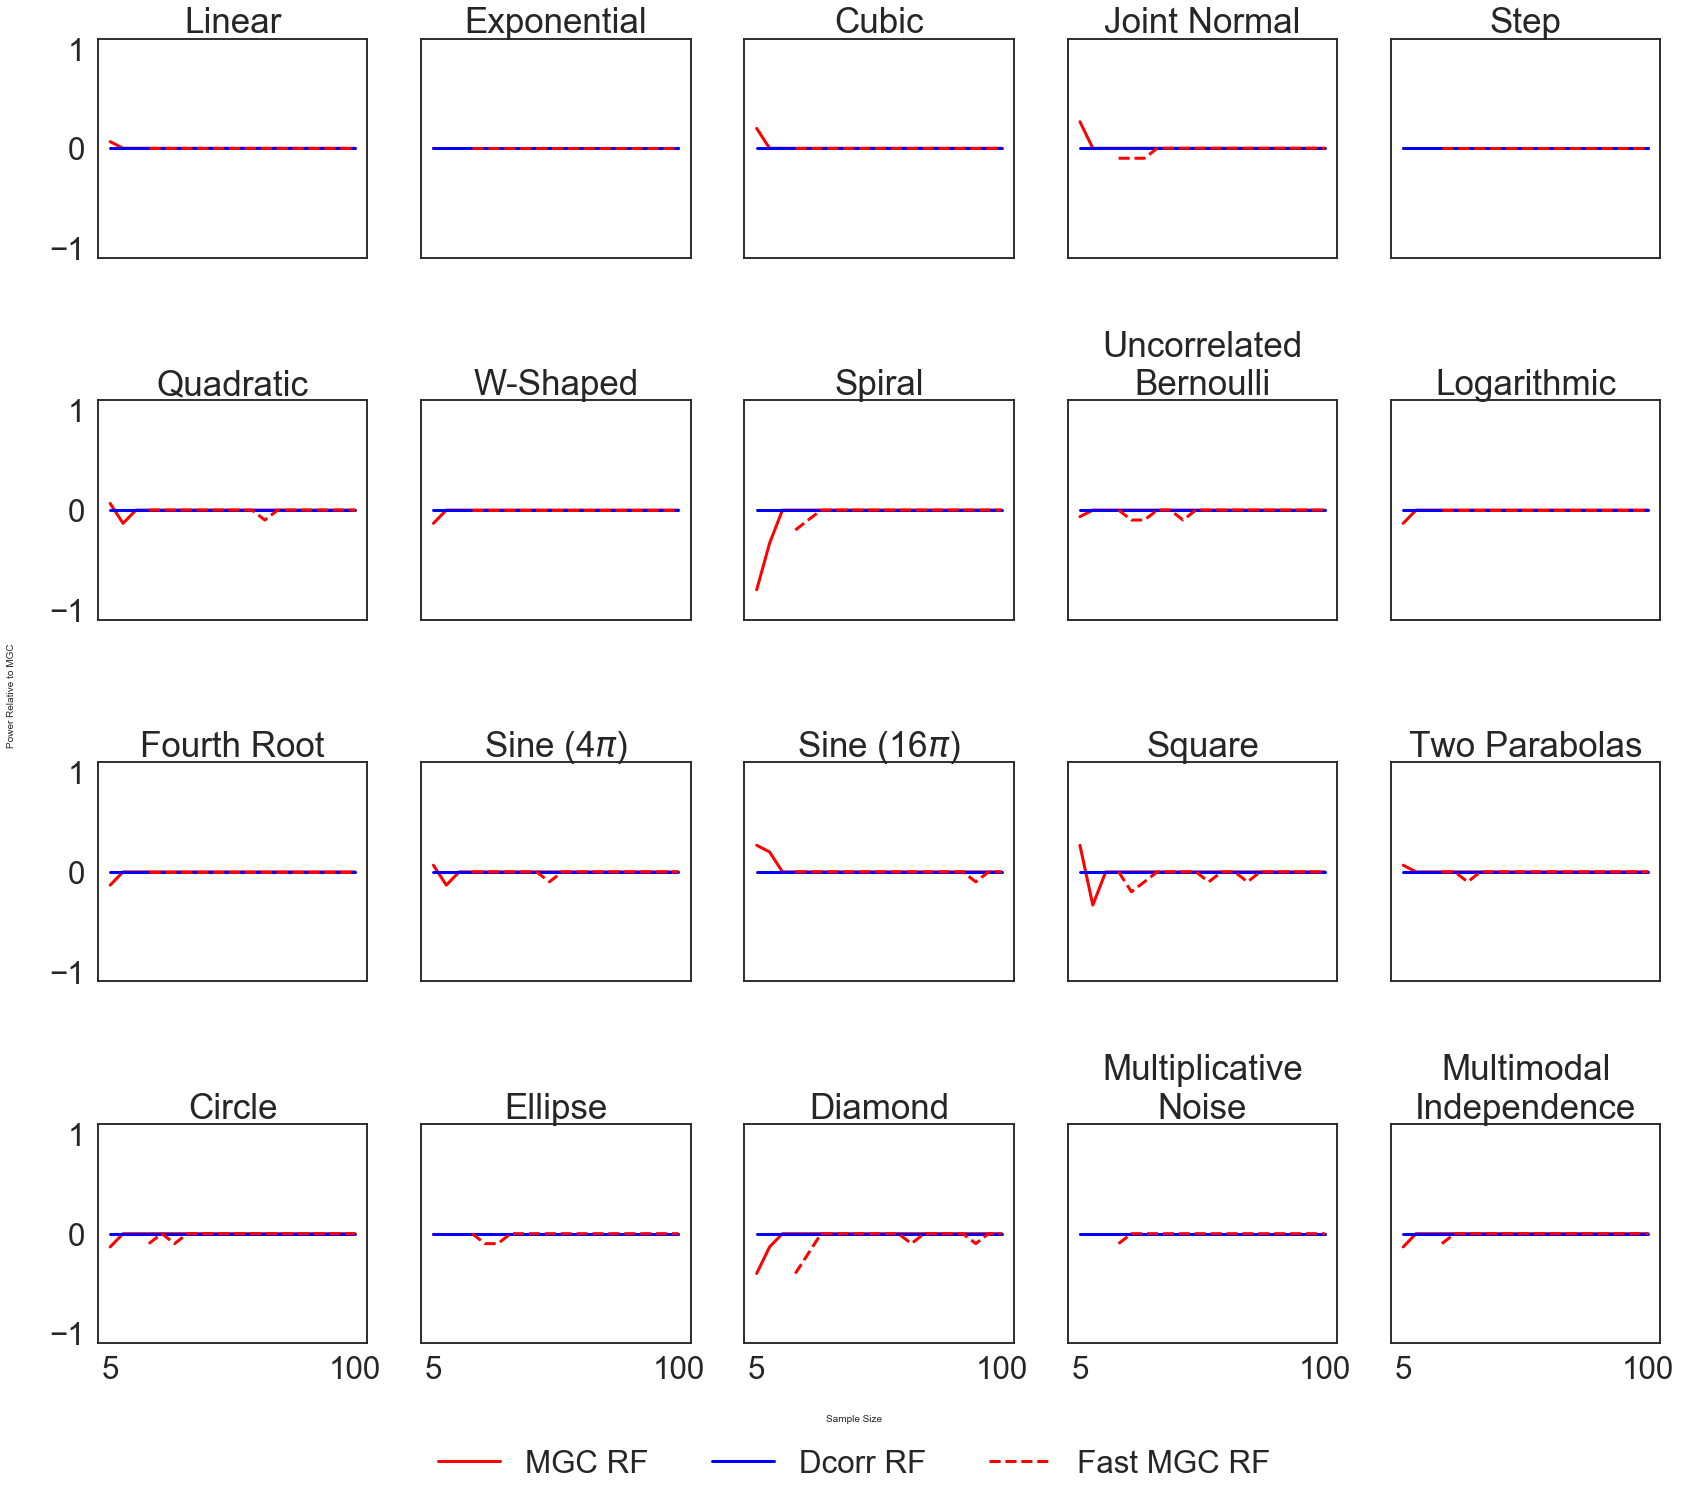 Linear
Exponential
Cubic
Joint Normal
Step
1
0
−1
Quadratic
W-Shaped
Spiral
Uncorrelated
Bernoulli
Logarithmic
1
0
−1
Power Relative to MGC
Fourth Root
Sine (4π)
Sine (16π)
Square
Two Parabolas
1
0
−1
Circle
Ellipse
Diamond
Multiplicative
Noise
Multimodal
Independence
1
0
−1
5 100
5 100
5 100
5 100
5 100
Sample Size
MGC RF
Dcorr RF
Fast MGC RF